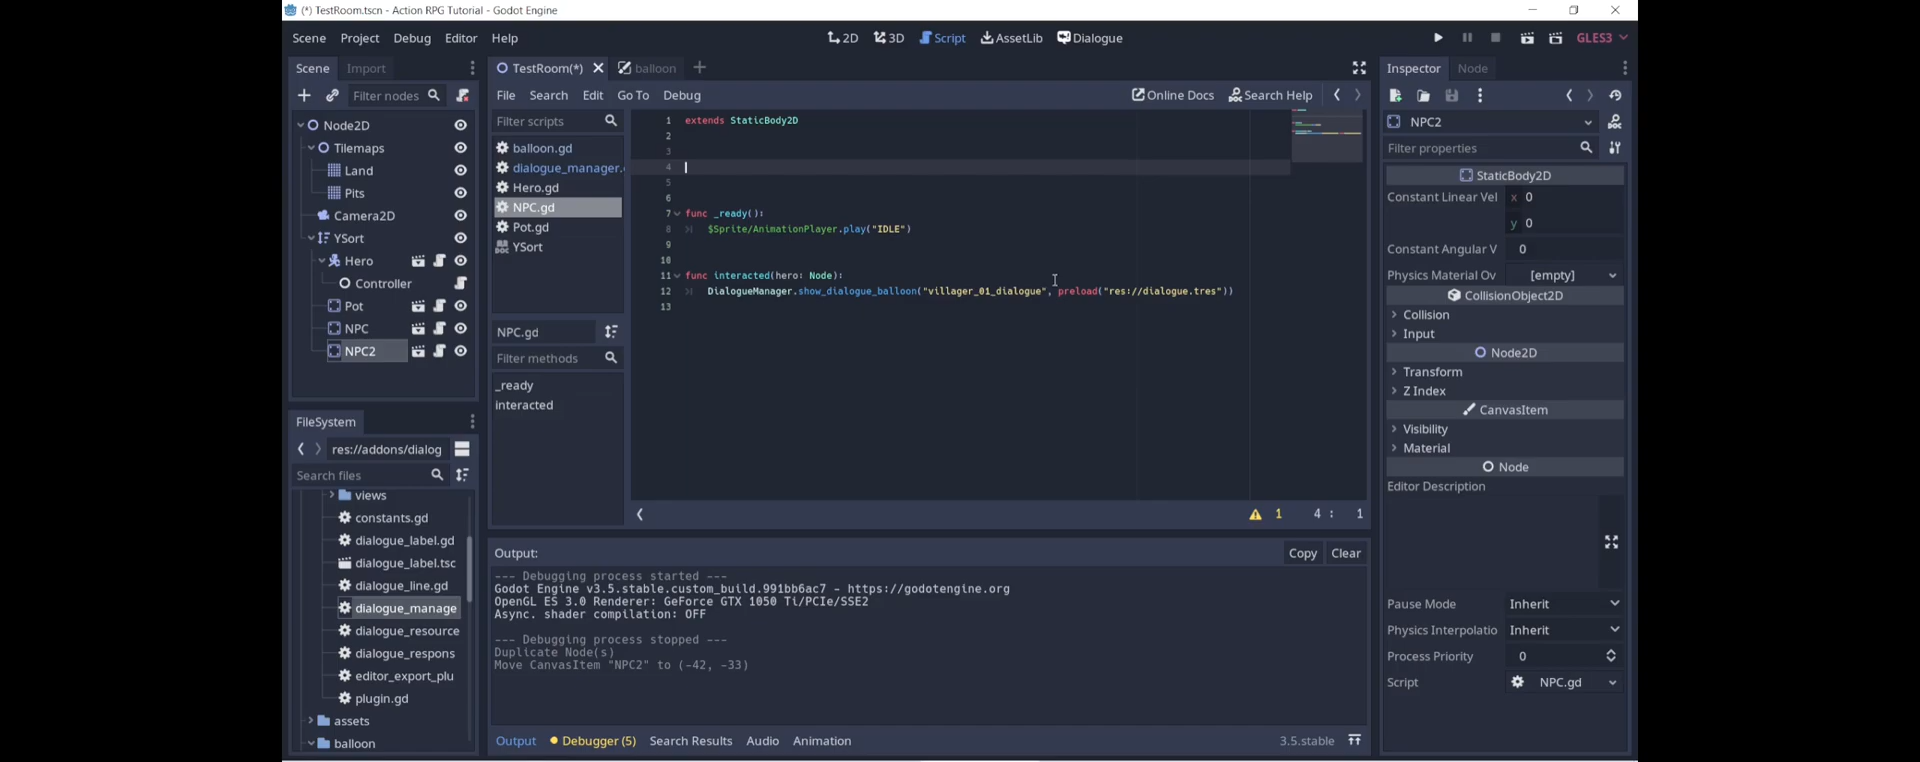 (*) TestRoom.tscn - Action RPG Tutorial - Godot Engine
Scene Project Debug Editor Help
2D 3D Script AssetLib Dialogue
GLES3
Scene Import
Filter nodes
Node2D
Tilemaps
Land
Pits
Camera2D
YSort
Hero
Controller
Pot
NPC
NPC2
FileSystem
res://addons/dialog
Search files
views
constants.gd
dialogue_label.gd
dialogue_label.tsc
dialogue_line.gd
dialogue_manage
dialogue_resource
dialogue_respons
editor_export_plu
plugin.gd
assets
balloon
TestRoom(*) balloon
File Search Edit Go To Debug
Online Docs Search Help
Filter scripts
balloon.gd
dialogue_manager.
Hero.gd
NPC.gd
Pot.gd
YSort
NPC.gd
Filter methods
_ready
interacted
1 extends StaticBody2D
2
3
4
5
6
7 func _ready():
8 $Sprite/AnimationPlayer.play("IDLE")
9
10
11 func interacted(hero: Node):
12 DialogueManager.show_dialogue_balloon("villager_01_dialogue", preload("res://dialogue.tres"))
13
1 4 : 1
Output:
Copy Clear
--- Debugging process started ---
Godot Engine v3.5.stable.custom_build.991bb6ac7 - https://godotengine.org
OpenGL ES 3.0 Renderer: GeForce GTX 1050 Ti/PCIe/SSE2
Async. shader compilation: OFF
--- Debugging process stopped ---
Duplicate Node(s)
Move CanvasItem "NPC2" to (-42, -33)
Output Debugger (5) Search Results Audio Animation
3.5.stable
Inspector Node
NPC2
Filter properties
StaticBody2D
Constant Linear Vel x 0
y 0
Constant Angular V 0
Physics Material Ov [empty]
CollisionObject2D
Collision
Input
Node2D
Transform
Z Index
CanvasItem
Visibility
Material
Node
Editor Description
Pause Mode Inherit
Physics Interpolatio Inherit
Process Priority 0
Script NPC.gd